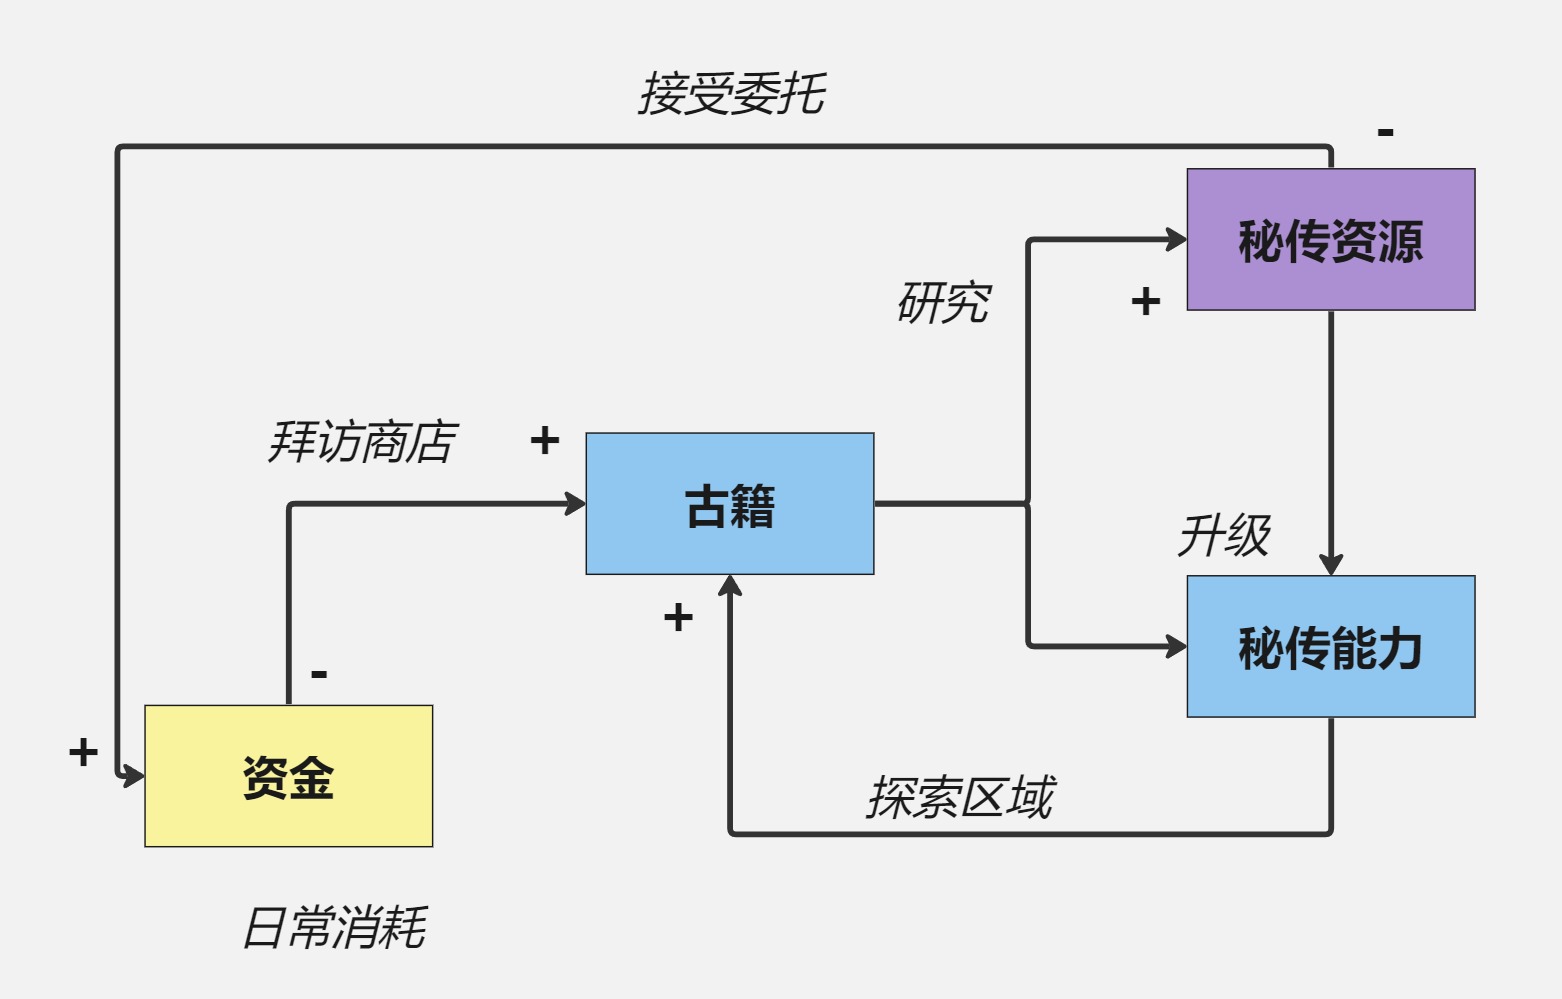 接受委托
-
秘传资源
研究
+
拜访商店
+
古籍
升级
+
秘传能力
-
+
资金
探索区域
日常消耗